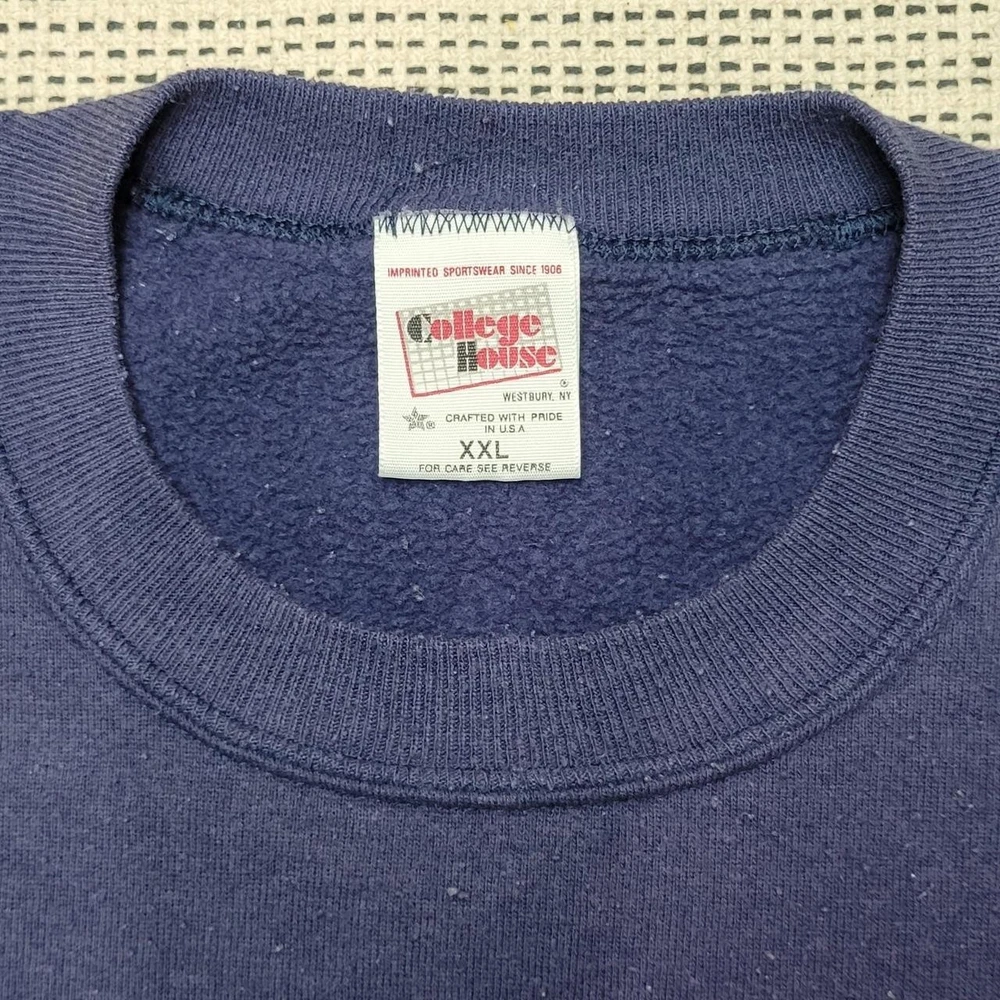 IMPRINTED SPORTSWEAR SINCE 1906
College
House
®
WESTBURY, NY
® CRAFTED WITH PRIDE
IN U.S.A
XXL
FOR CARE SEE REVERSE